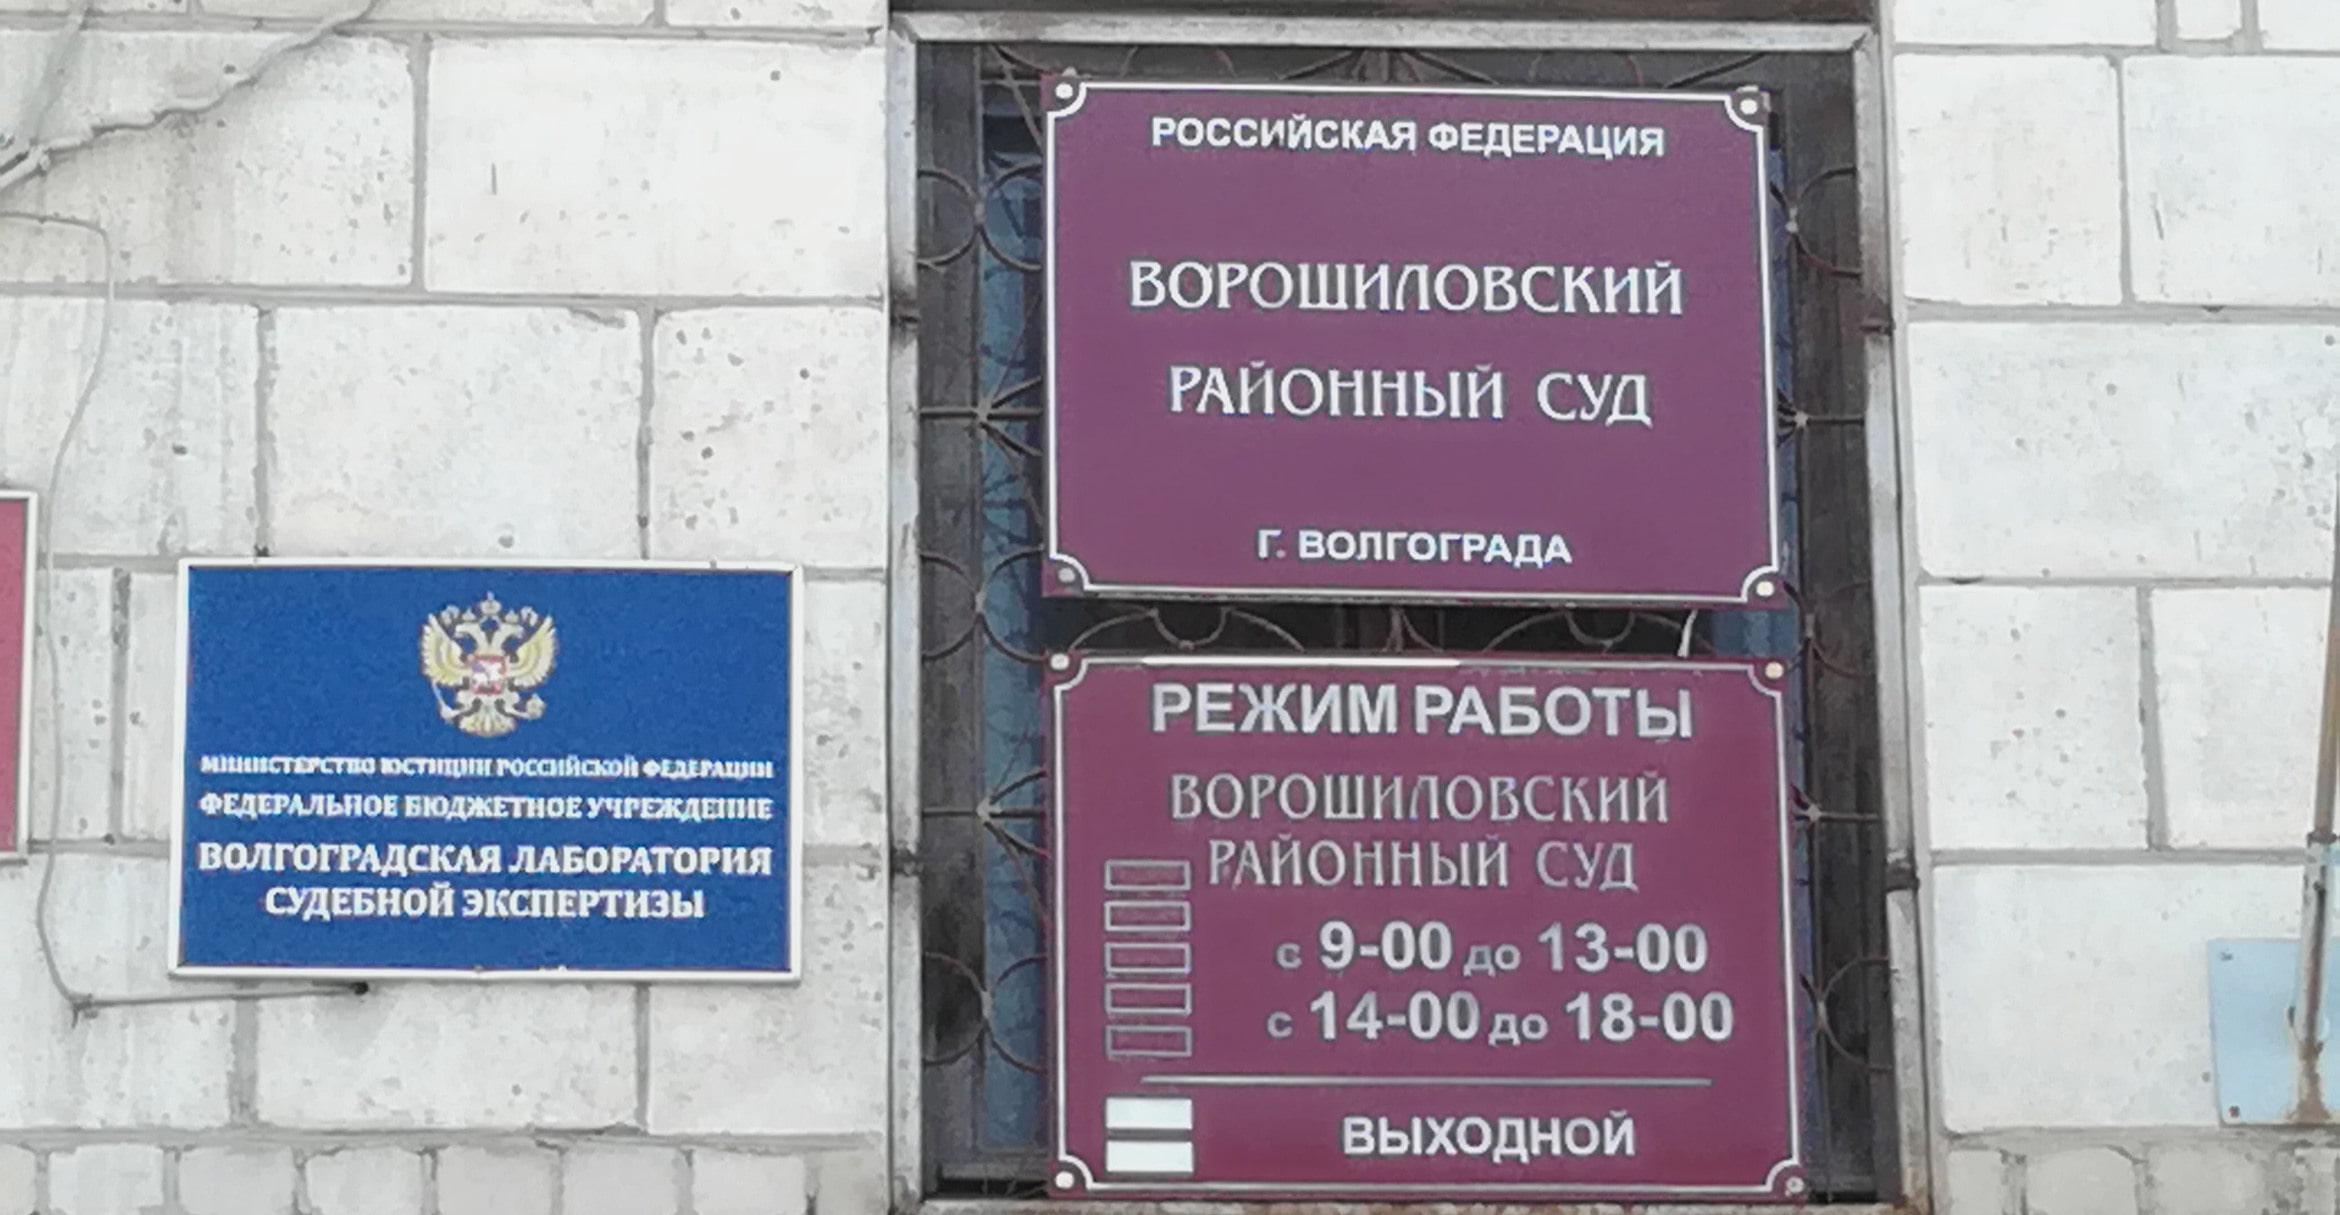 МИНИСТЕРСТВО ЮСТИЦИИ РОССИЙСКОЙ ФЕДЕРАЦИИ
ФЕДЕРАЛЬНОЕ БЮДЖЕТНОЕ УЧРЕЖДЕНИЕ
ВОЛГОГРАДСКАЯ ЛАБОРАТОРИЯ
СУДЕБНОЙ ЭКСПЕРТИЗЫ
РОССИЙСКАЯ ФЕДЕРАЦИЯ
ВОРОШИЛОВСКИЙ
РАЙОННЫЙ СУД
Г. ВОЛГОГРАДА
РЕЖИМ РАБОТЫ
ВОРОШИЛОВСКИЙ
РАЙОННЫЙ СУД
с 9-00 до 13-00
с 14-00 до 18-00
ВЫХОДНОЙ